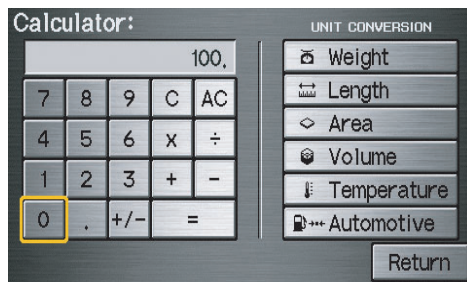 Calculator:
100.
7 8 9 C AC
4 5 6 x ÷
1 2 3 + -
0 . +/- =
UNIT CONVERSION
Weight
Length
Area
Volume
Temperature
Automotive
Return